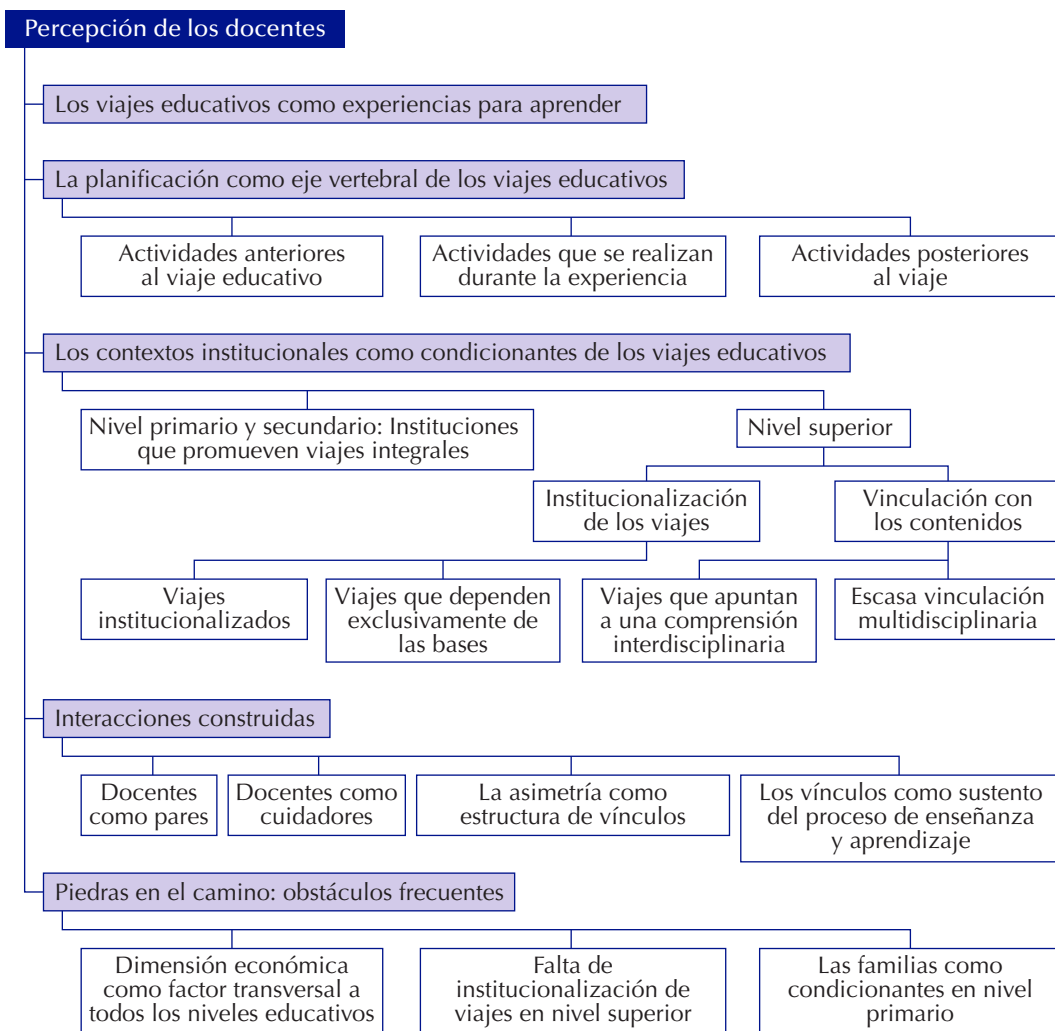 Percepción de los docentes
Los viajes educativos como experiencias para aprender
La planificación como eje vertebral de los viajes educativos
Actividades anteriores
al viaje educativo
Actividades que se realizan
durante la experiencia
Actividades posteriores
al viaje
Los contextos institucionales como condicionantes de los viajes educativos
Nivel primario y secundario: Instituciones
que promueven viajes integrales
Nivel superior
Institucionalización
de los viajes
Vinculación con
los contenidos
Viajes
institucionalizados
Viajes que dependen
exclusivamente de
las bases
Viajes que apuntan
a una comprensión
interdisciplinaria
Escasa vinculación
multidisciplinaria
Interacciones construidas
Docentes
como pares
Docentes como
cuidadores
La asimetría como
estructura de vínculos
Los vínculos como sustento
del proceso de enseñanza
y aprendizaje
Piedras en el camino: obstáculos frecuentes
Dimensión económica
como factor transversal a
todos los niveles educativos
Falta de
institucionalización de
viajes en nivel superior
Las familias como
condicionantes en nivel
primario